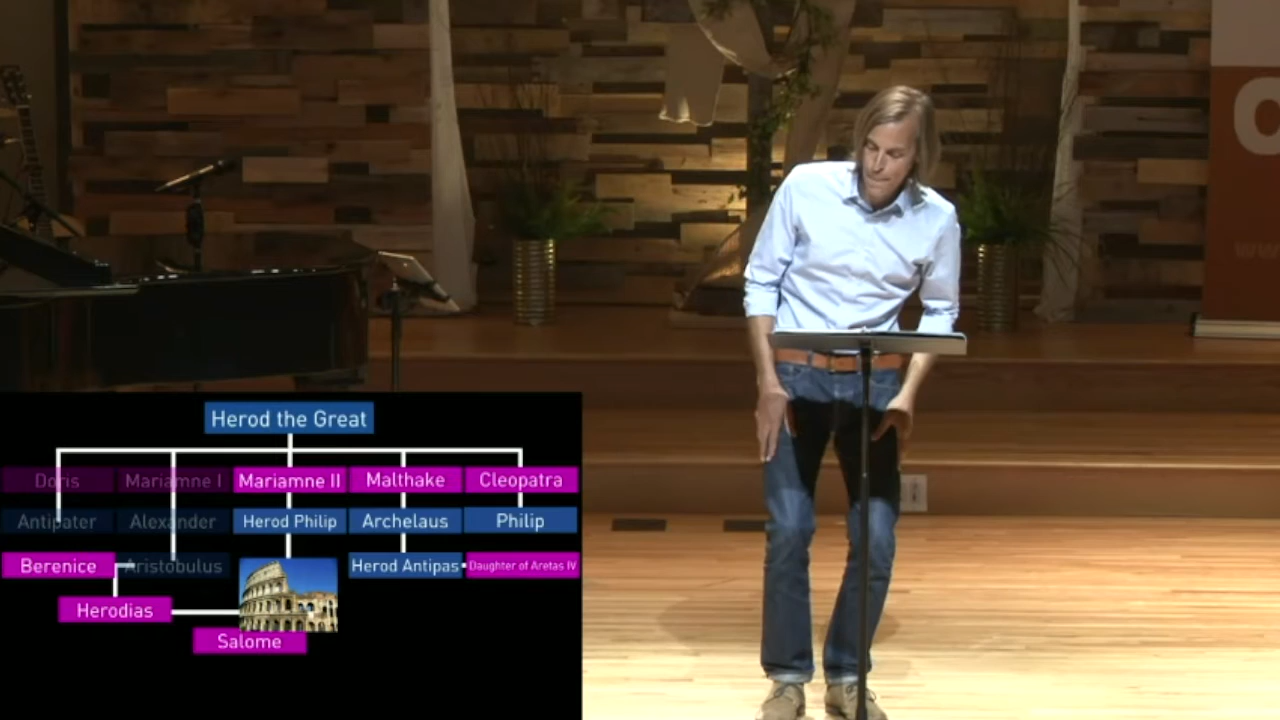 Herod the Great
Doris Mariamne I Mariamne II Malthake Cleopatra
Antipater Alexander Herod Philip Archelaus Philip
Berenice Aristobulus Herod Antipas Daughter of Aretas IV
Herodias
Salome